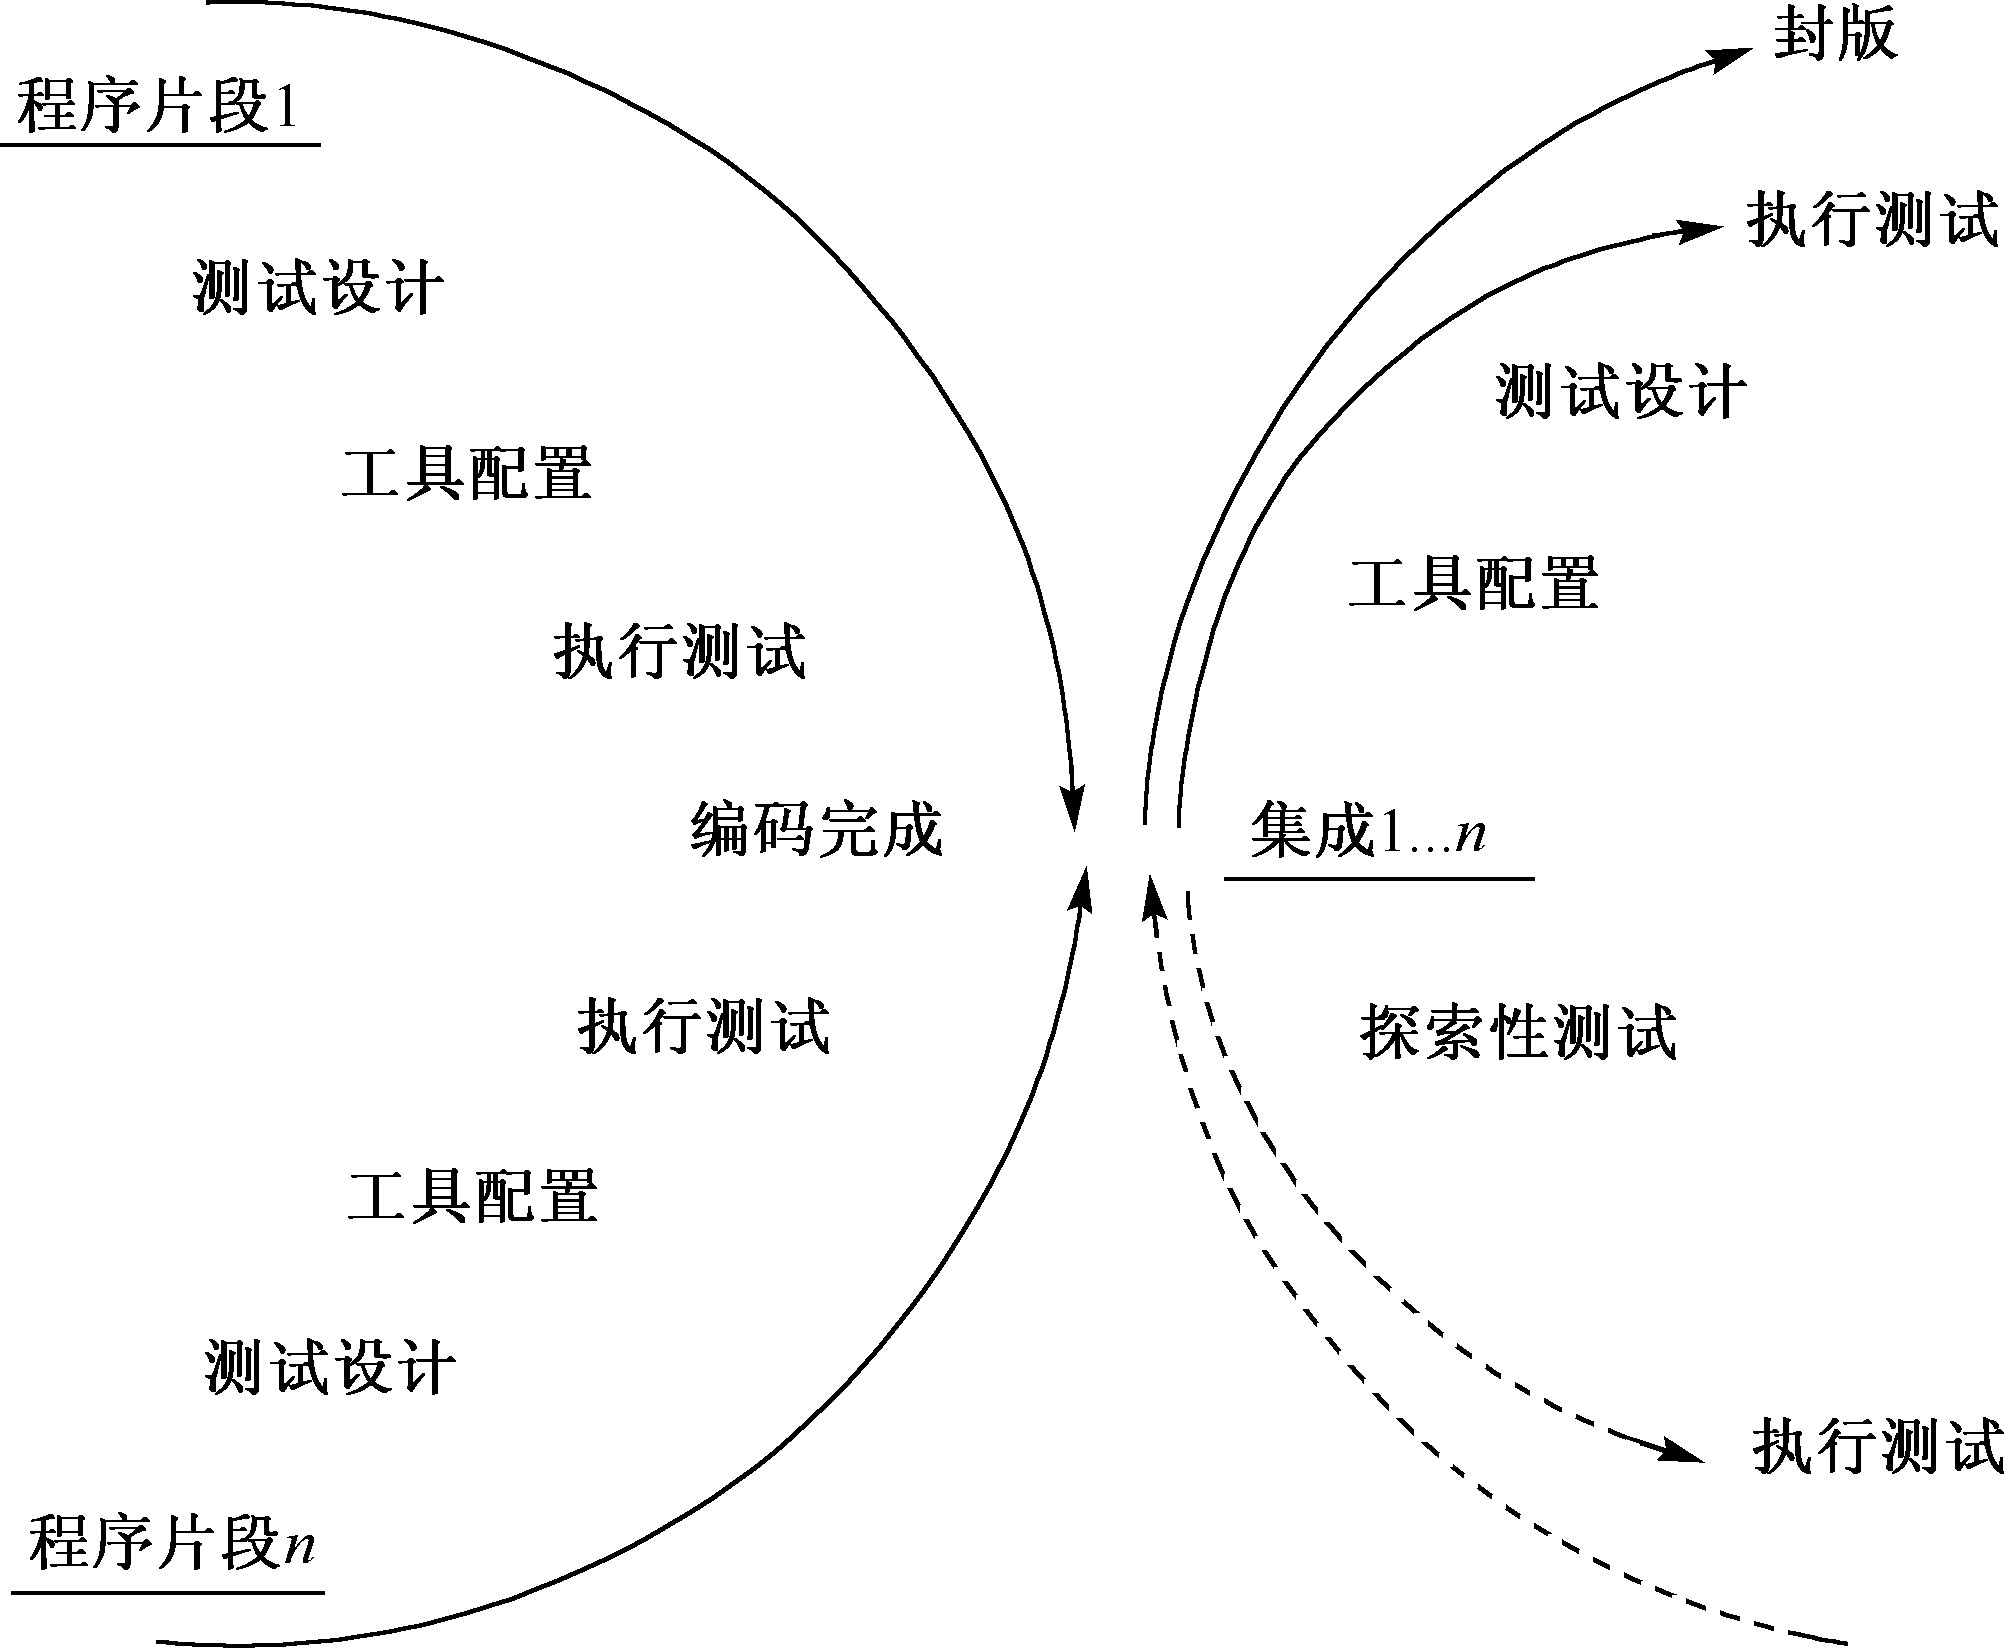 程序片段1
测试设计
工具配置
执行测试
编码完成
执行测试
工具配置
测试设计
程序片段n
封版
执行测试
测试设计
工具配置
集成1...n
探索性测试
执行测试